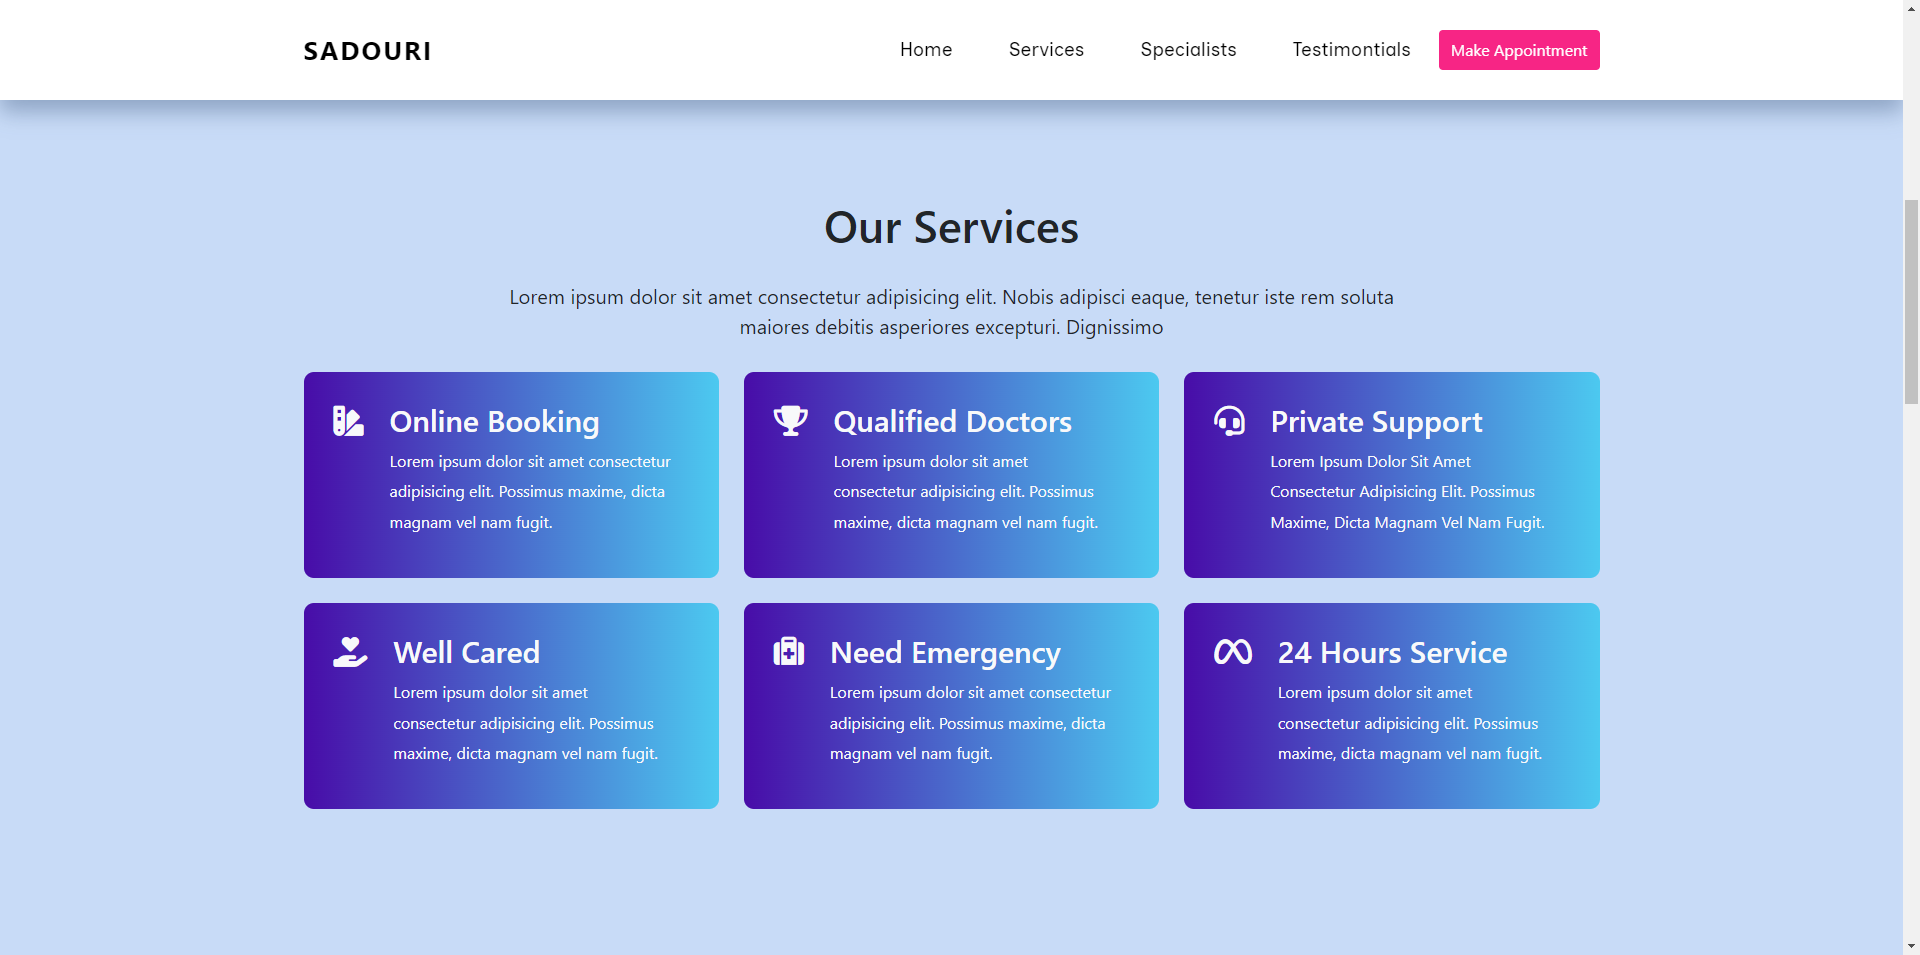 SADOURI
Home
Services
Specialists
Testimontials
Make Appointment
Our Services
Lorem ipsum dolor sit amet consectetur adipisicing elit. Nobis adipisci eaque, tenetur iste rem soluta
maiores debitis asperiores excepturi. Dignissimo
Online Booking
Lorem ipsum dolor sit amet consectetur
adipisicing elit. Possimus maxime, dicta
magnam vel nam fugit.
Qualified Doctors
Lorem ipsum dolor sit amet
consectetur adipisicing elit. Possimus
maxime, dicta magnam vel nam fugit.
Private Support
Lorem Ipsum Dolor Sit Amet
Consectetur Adipisicing Elit. Possimus
Maxime, Dicta Magnam Vel Nam Fugit.
Well Cared
Lorem ipsum dolor sit amet
consectetur adipisicing elit. Possimus
maxime, dicta magnam vel nam fugit.
Need Emergency
Lorem ipsum dolor sit amet consectetur
adipisicing elit. Possimus maxime, dicta
magnam vel nam fugit.
24 Hours Service
Lorem ipsum dolor sit amet
consectetur adipisicing elit. Possimus
maxime, dicta magnam vel nam fugit.